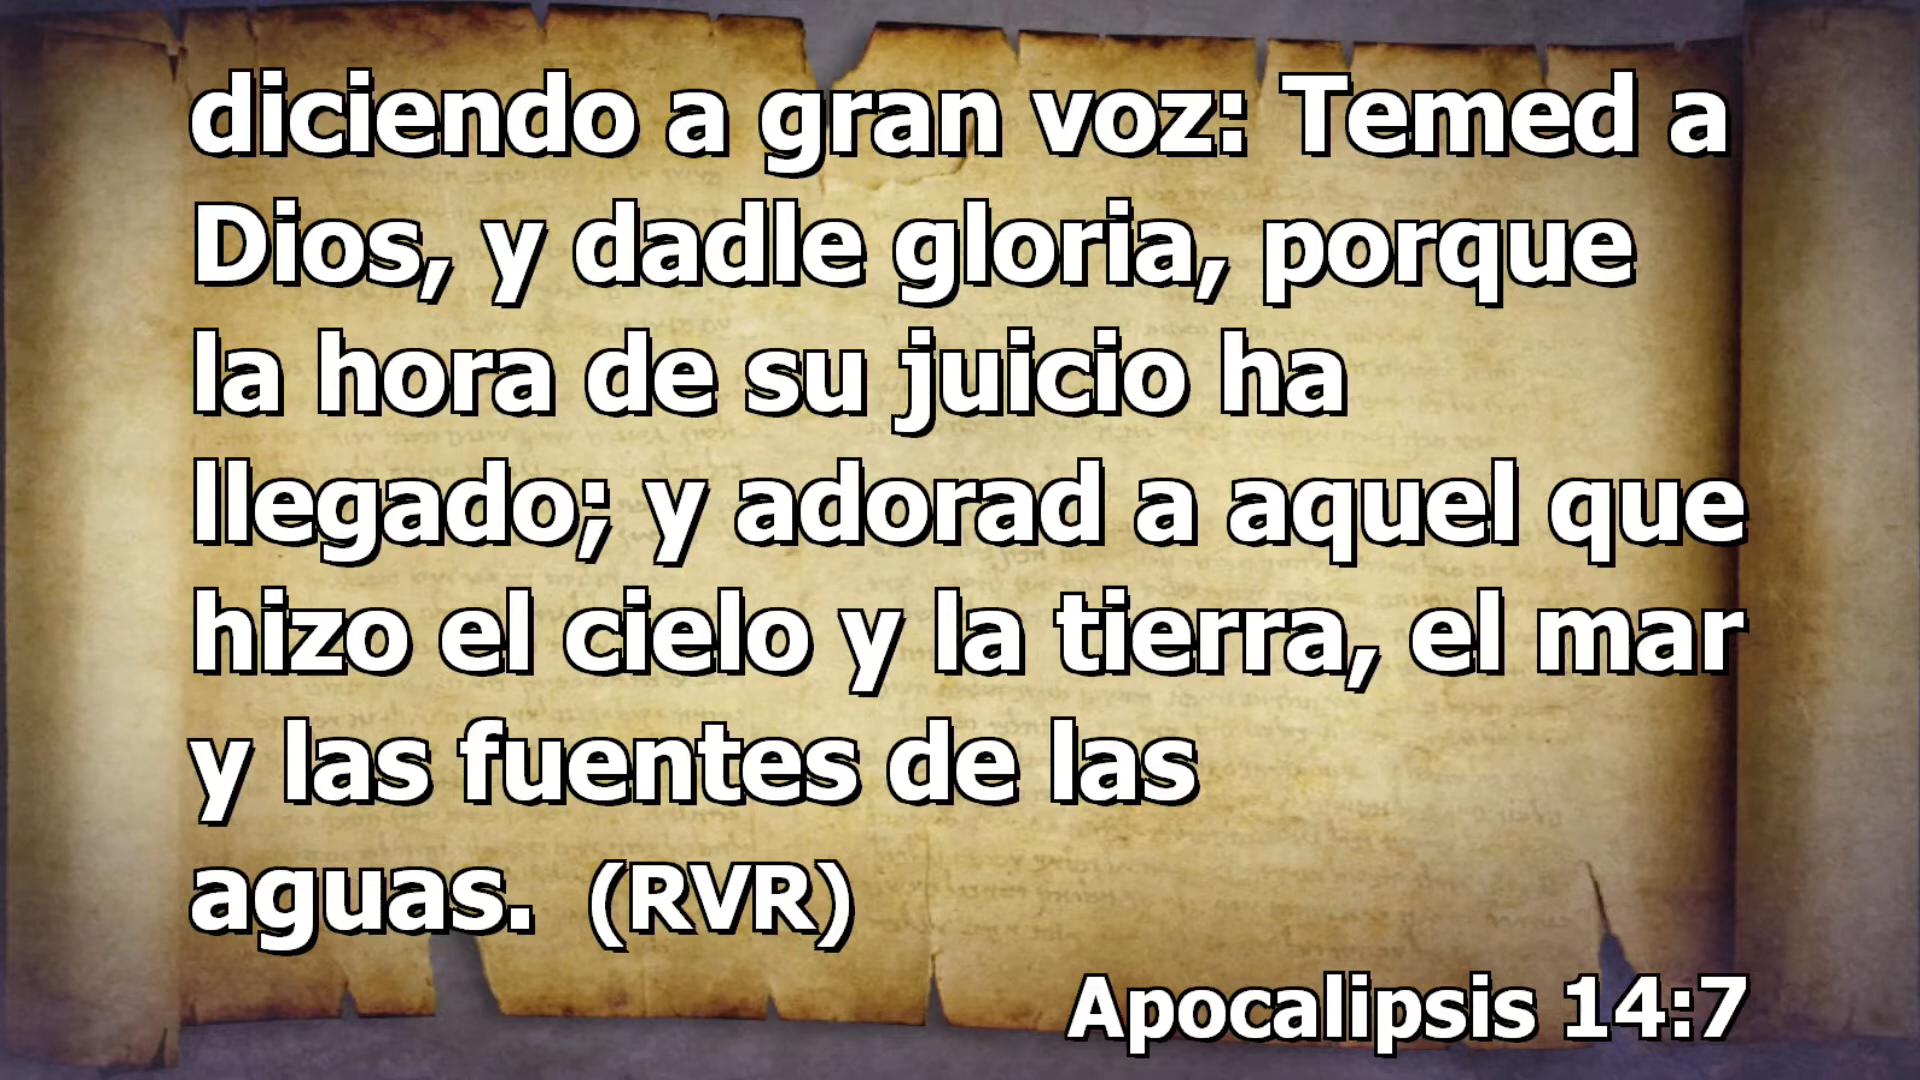 diciendo a gran voz: Temed a
Dios, y dadle gloria, porque
la hora de su juicio ha
llegado; y adorad a aquel que
hizo el cielo y la tierra, el mar
y las fuentes de las
aguas. (RVR)
Apocalipsis 14:7